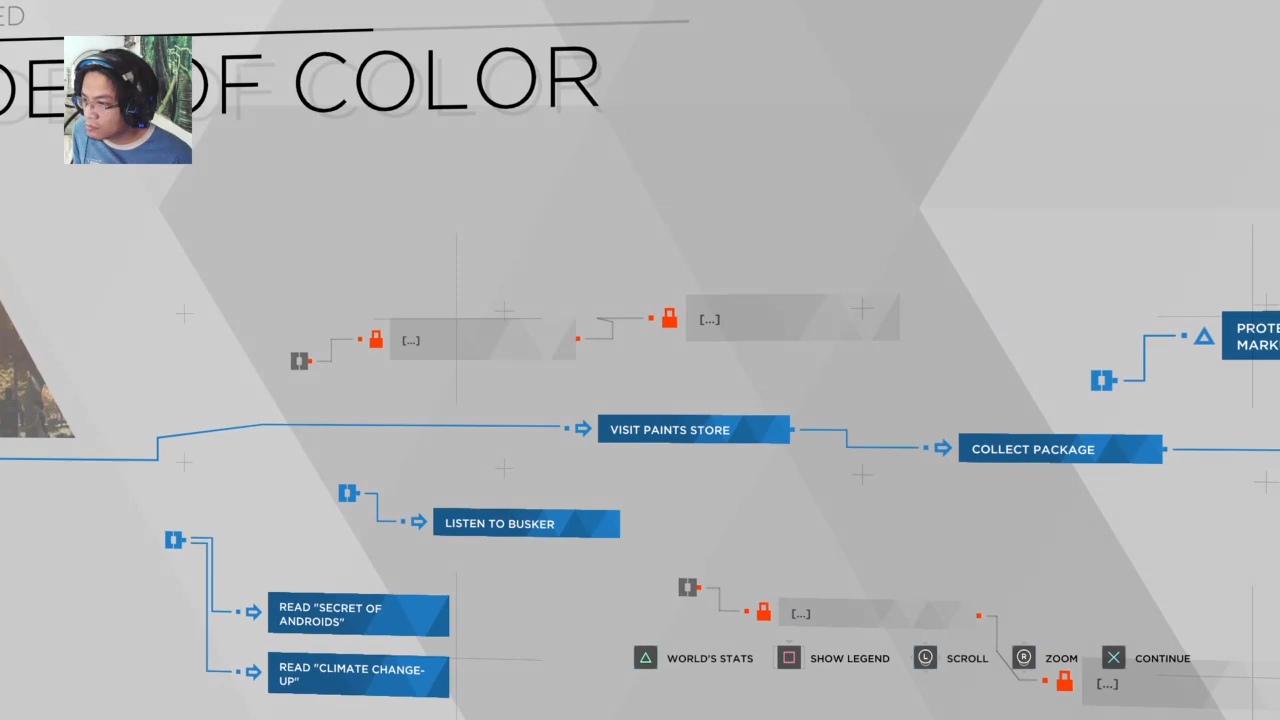 ED
DE OF COLOR
[...]
[...]
PROTE
MARK
VISIT PAINTS STORE
COLLECT PACKAGE
LISTEN TO BUSKER
READ "SECRET OF
ANDROIDS"
[...]
READ "CLIMATE CHANGE-
UP"
WORLD'S STATS
SHOW LEGEND
L SCROLL
R ZOOM
CONTINUE
[...]